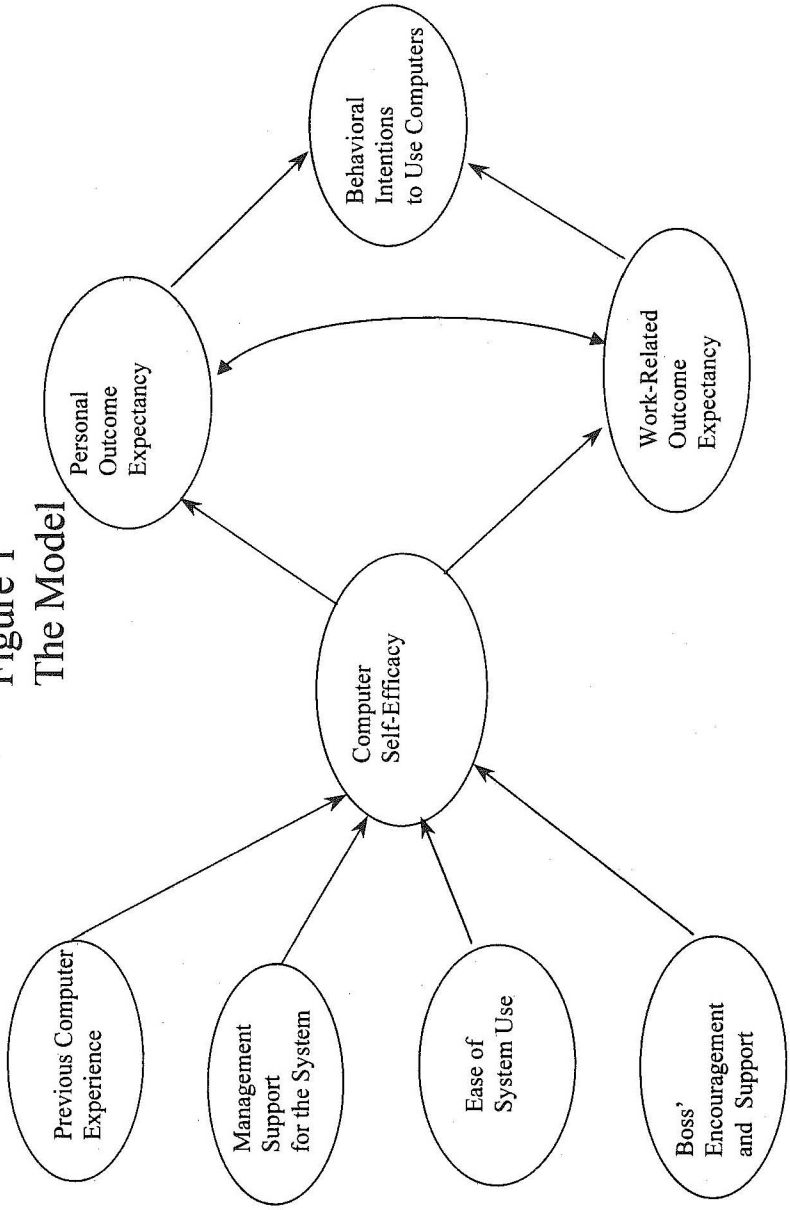 Figure 1
The Model
Previous Computer
Experience
Management
Support
for the System
Ease of
System Use
Boss'
Encouragement
and Support
Computer
Self-Efficacy
Personal
Outcome
Expectancy
Work-Related
Outcome
Expectancy
Behavioral
Intentions
to Use Computers